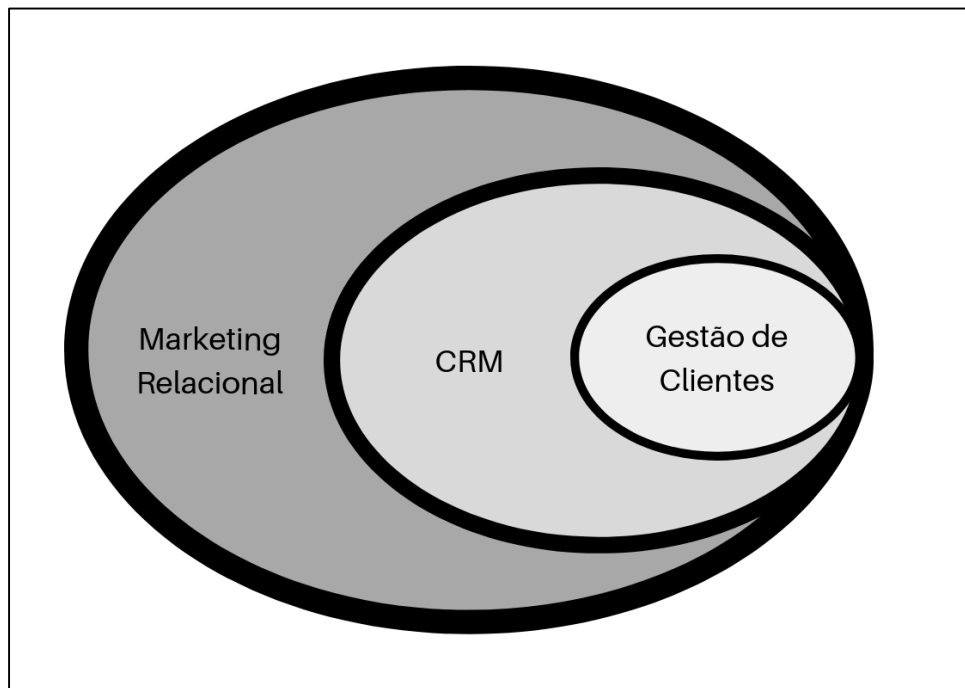 Marketing
Relacional
CRM
Gestão de
Clientes